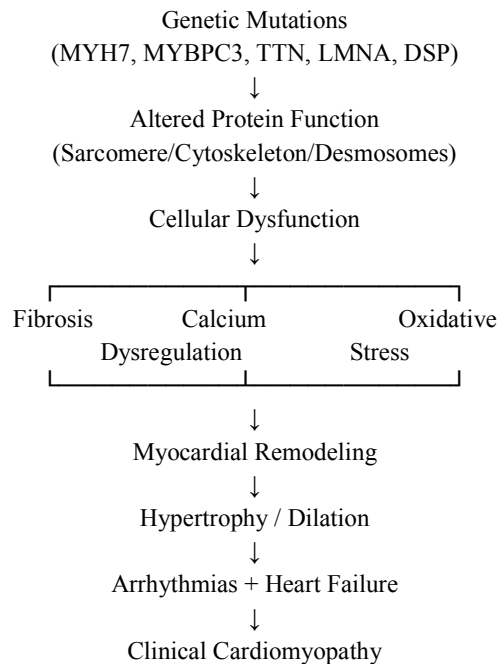 Genetic Mutations
(MYH7, MYBPC3, TTN, LMNA, DSP)
↓
Altered Protein Function
(Sarcomere/Cytoskeleton/Desmosomes)
↓
Cellular Dysfunction
↓
Fibrosis Calcium Oxidative
Dysregulation Stress
↓
Myocardial Remodeling
↓
Hypertrophy / Dilation
↓
Arrhythmias + Heart Failure
↓
Clinical Cardiomyopathy